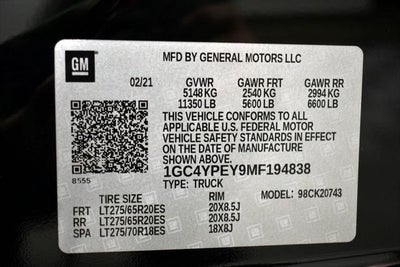 GM
MFD BY GENERAL MOTORS LLC
02/21 GVWR GAWR FRT GAWR RR
5148 KG 2540 KG 2994 KG
11350 LB 5600 LB 6600 LB
THIS VEHICLE CONFORMS TO ALL
APPLICABLE U.S. FEDERAL MOTOR
VEHICLE SAFETY STANDARDS IN EFFECT
ON THE DATE OF MANUFACTURE
SHOWN ABOVE.
1GC4YPEY9MF194838
8555 TYPE: TRUCK
MODEL: 98CK20743
TIRE SIZE RIM
FRT LT275/65R20ES 20X8.5J
RR LT275/65R20ES 20X8.5J
SPA LT275/70R18ES 18X8J